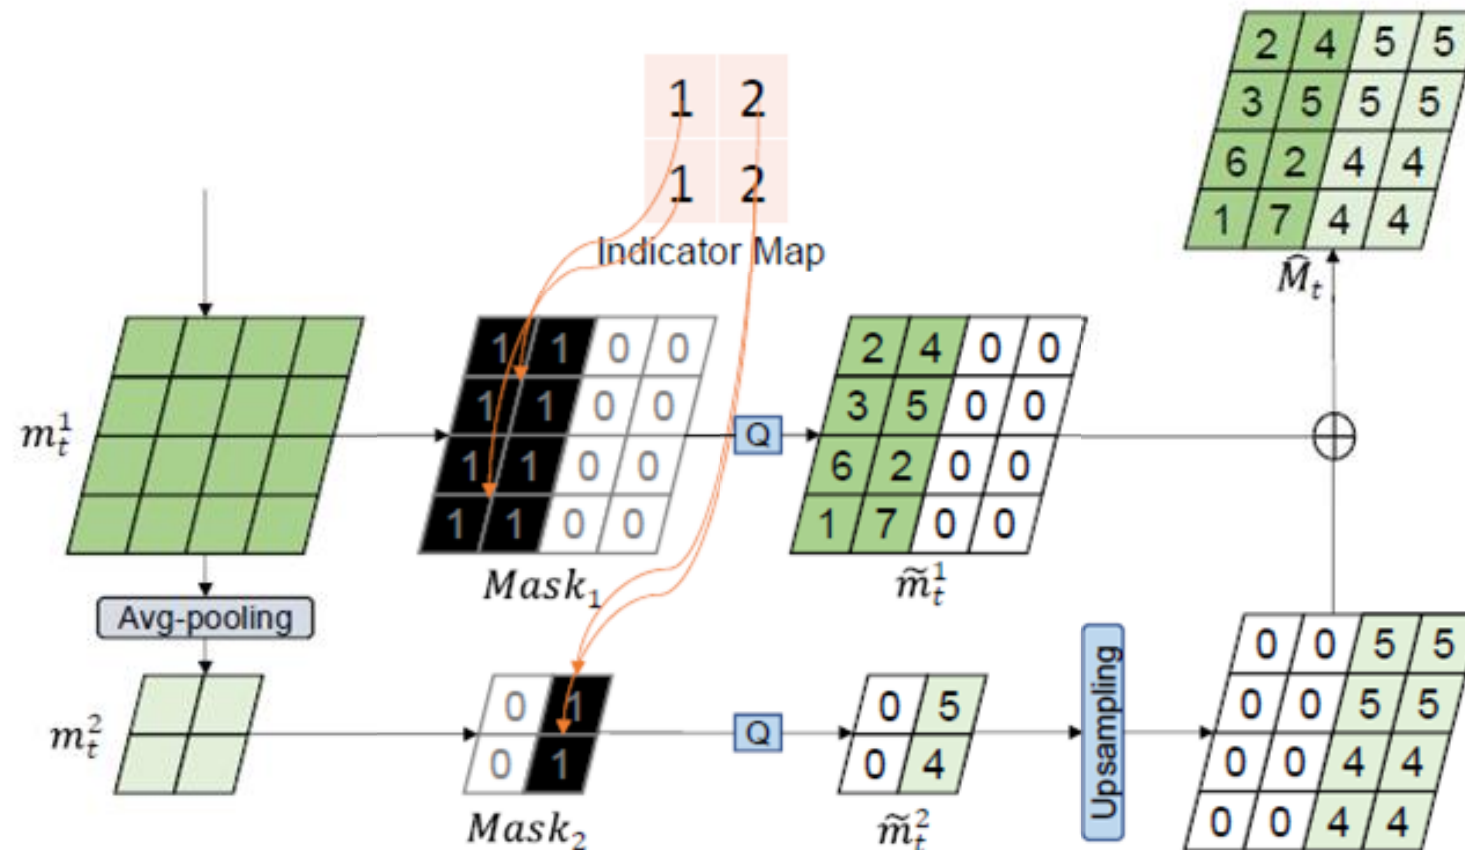 1 2
1 2
Indicator Map
2 4 5 5
3 5 5 5
6 2 4 4
1 7 4 4
M̂ₜ
mₜ¹
1 1 0 0
1 1 0 0
1 1 0 0
1 1 0 0
Mask₁
Q
2 4 0 0
3 5 0 0
6 2 0 0
1 7 0 0
m̃ₜ¹
Avg-pooling
mₜ²
0 1
0 1
Mask₂
Q
0 5
0 4
m̃ₜ²
Upsampling
0 0 5 5
0 0 5 5
0 0 4 4
0 0 4 4